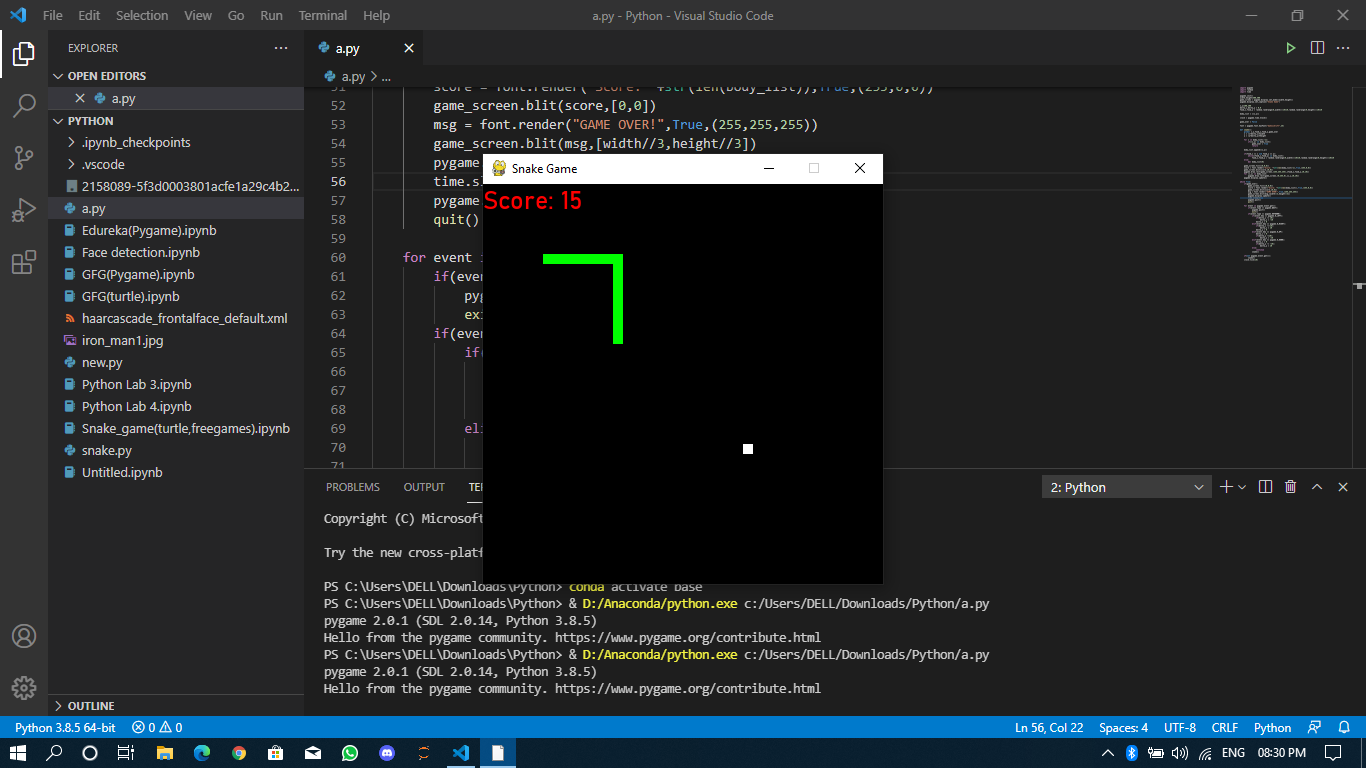 File Edit Selection View Go Run Terminal Help
a.py - Python - Visual Studio Code
EXPLORER
OPEN EDITORS
a.py
PYTHON
.ipynb_checkpoints
.vscode
2158089-5f3d0003801acfe1a29c4b2...
a.py
Edureka(Pygame).ipynb
Face detection.ipynb
GFG(Pygame).ipynb
GFG(turtle).ipynb
haarcascade_frontalface_default.xml
iron_man1.jpg
new.py
Python Lab 3.ipynb
Python Lab 4.ipynb
Snake_game(turtle,freegames).ipynb
snake.py
Untitled.ipynb
OUTLINE
a.py
a.py > ...
51 score = font.render("Score: "+str(len(body_list)),True,(255,0,0))
52 game_screen.blit(score,[0,0])
53 msg = font.render("GAME OVER!",True,(255,255,255))
54 game_screen.blit(msg,[width//3,height//3])
55 pygame
56 time.s
57 pygame
58 quit()
59
60 for event i
61 if(even
62 pyg
63 exi
64 if(even
65 if(
66
67
68
69 eli
70
71
Snake Game
Score: 15
PROBLEMS OUTPUT TE
2: Python
Copyright (C) Microsoft
Try the new cross-platf
PS C:\Users\DELL\Downloads\Python> conda activate base
PS C:\Users\DELL\Downloads\Python> & D:/Anaconda/python.exe c:/Users/DELL/Downloads/Python/a.py
pygame 2.0.1 (SDL 2.0.14, Python 3.8.5)
Hello from the pygame community. https://www.pygame.org/contribute.html
PS C:\Users\DELL\Downloads\Python> & D:/Anaconda/python.exe c:/Users/DELL/Downloads/Python/a.py
pygame 2.0.1 (SDL 2.0.14, Python 3.8.5)
Hello from the pygame community. https://www.pygame.org/contribute.html
Python 3.8.5 64-bit 0 0
Ln 56, Col 22 Spaces: 4 UTF-8 CRLF Python
ENG 08:30 PM